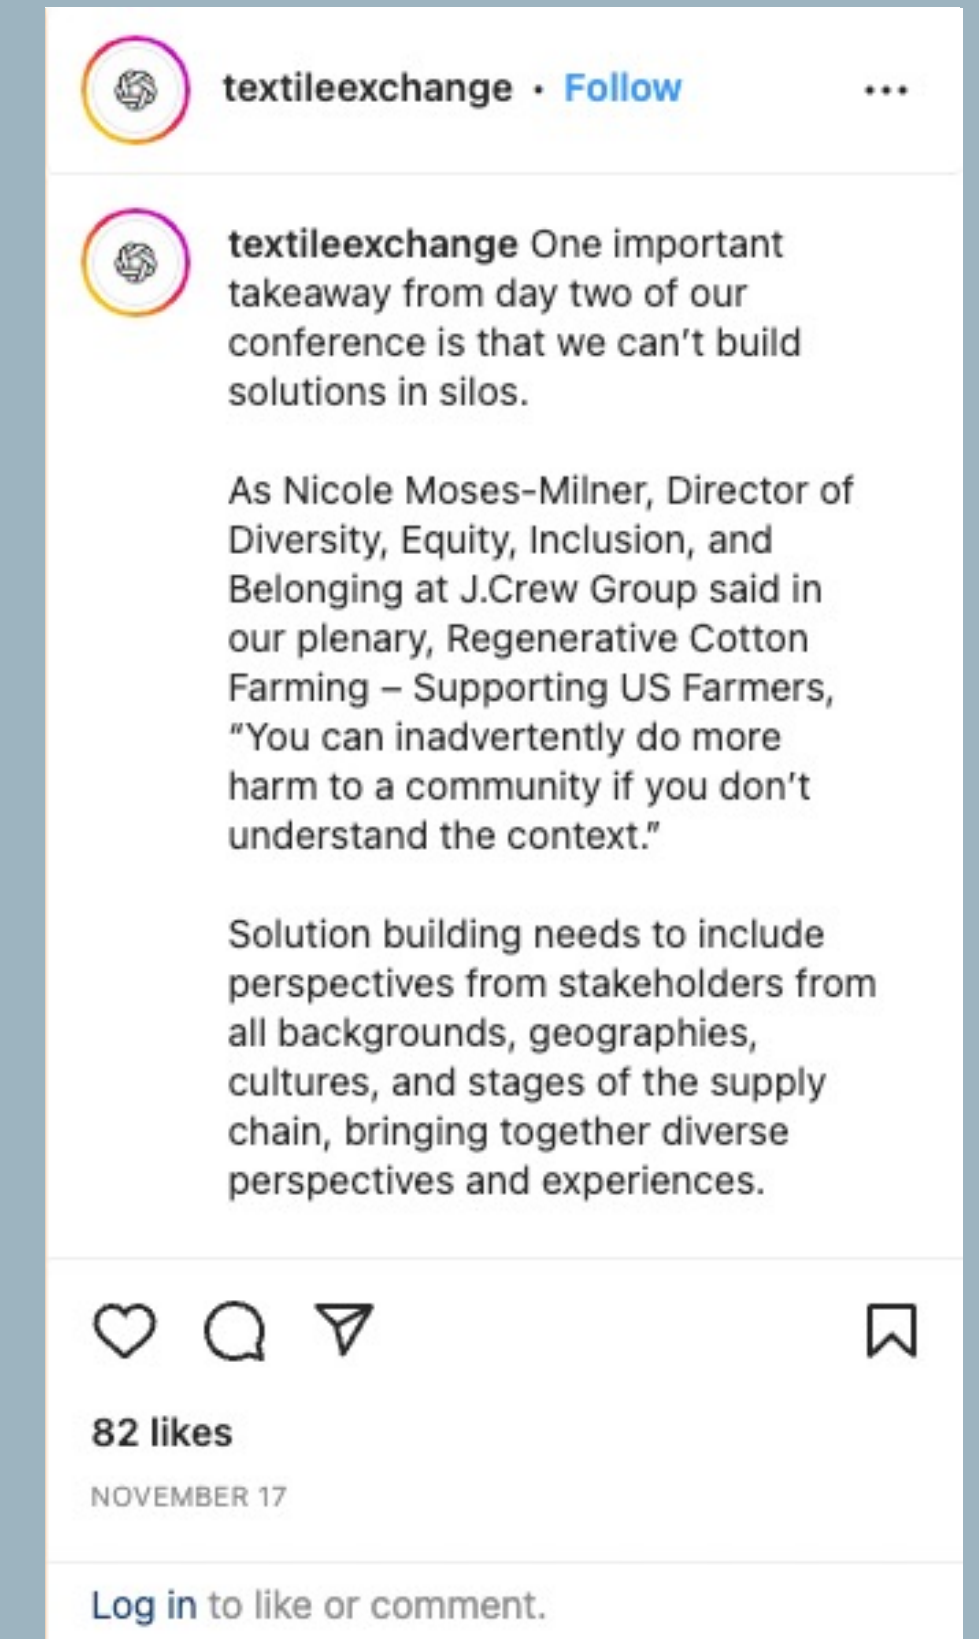 textileexchange • Follow
textileexchange One important
takeaway from day two of our
conference is that we can’t build
solutions in silos.
As Nicole Moses-Milner, Director of
Diversity, Equity, Inclusion, and
Belonging at J.Crew Group said in
our plenary, Regenerative Cotton
Farming – Supporting US Farmers,
“You can inadvertently do more
harm to a community if you don’t
understand the context.”
Solution building needs to include
perspectives from stakeholders from
all backgrounds, geographies,
cultures, and stages of the supply
chain, bringing together diverse
perspectives and experiences.
82 likes
NOVEMBER 17
Log in to like or comment.